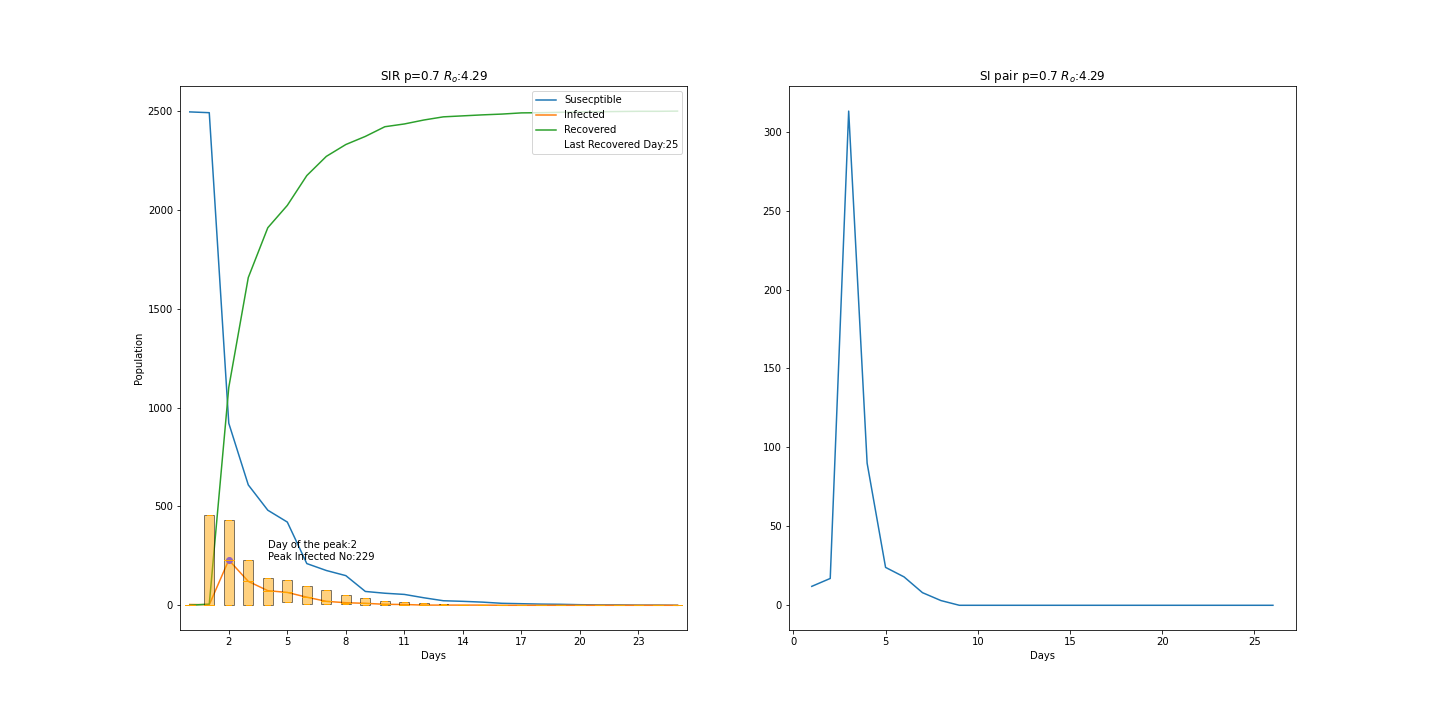 SIR p=0.7 Rₒ:4.29
Susecptible
Infected
Recovered
Last Recovered Day:25
2500
2000
1500
1000
500
0
Population
Day of the peak:2
Peak Infected No:229
2 5 8 11 14 17 20 23
Days
SI pair p=0.7 Rₒ:4.29
300
250
200
150
100
50
0
0 5 10 15 20 25
Days